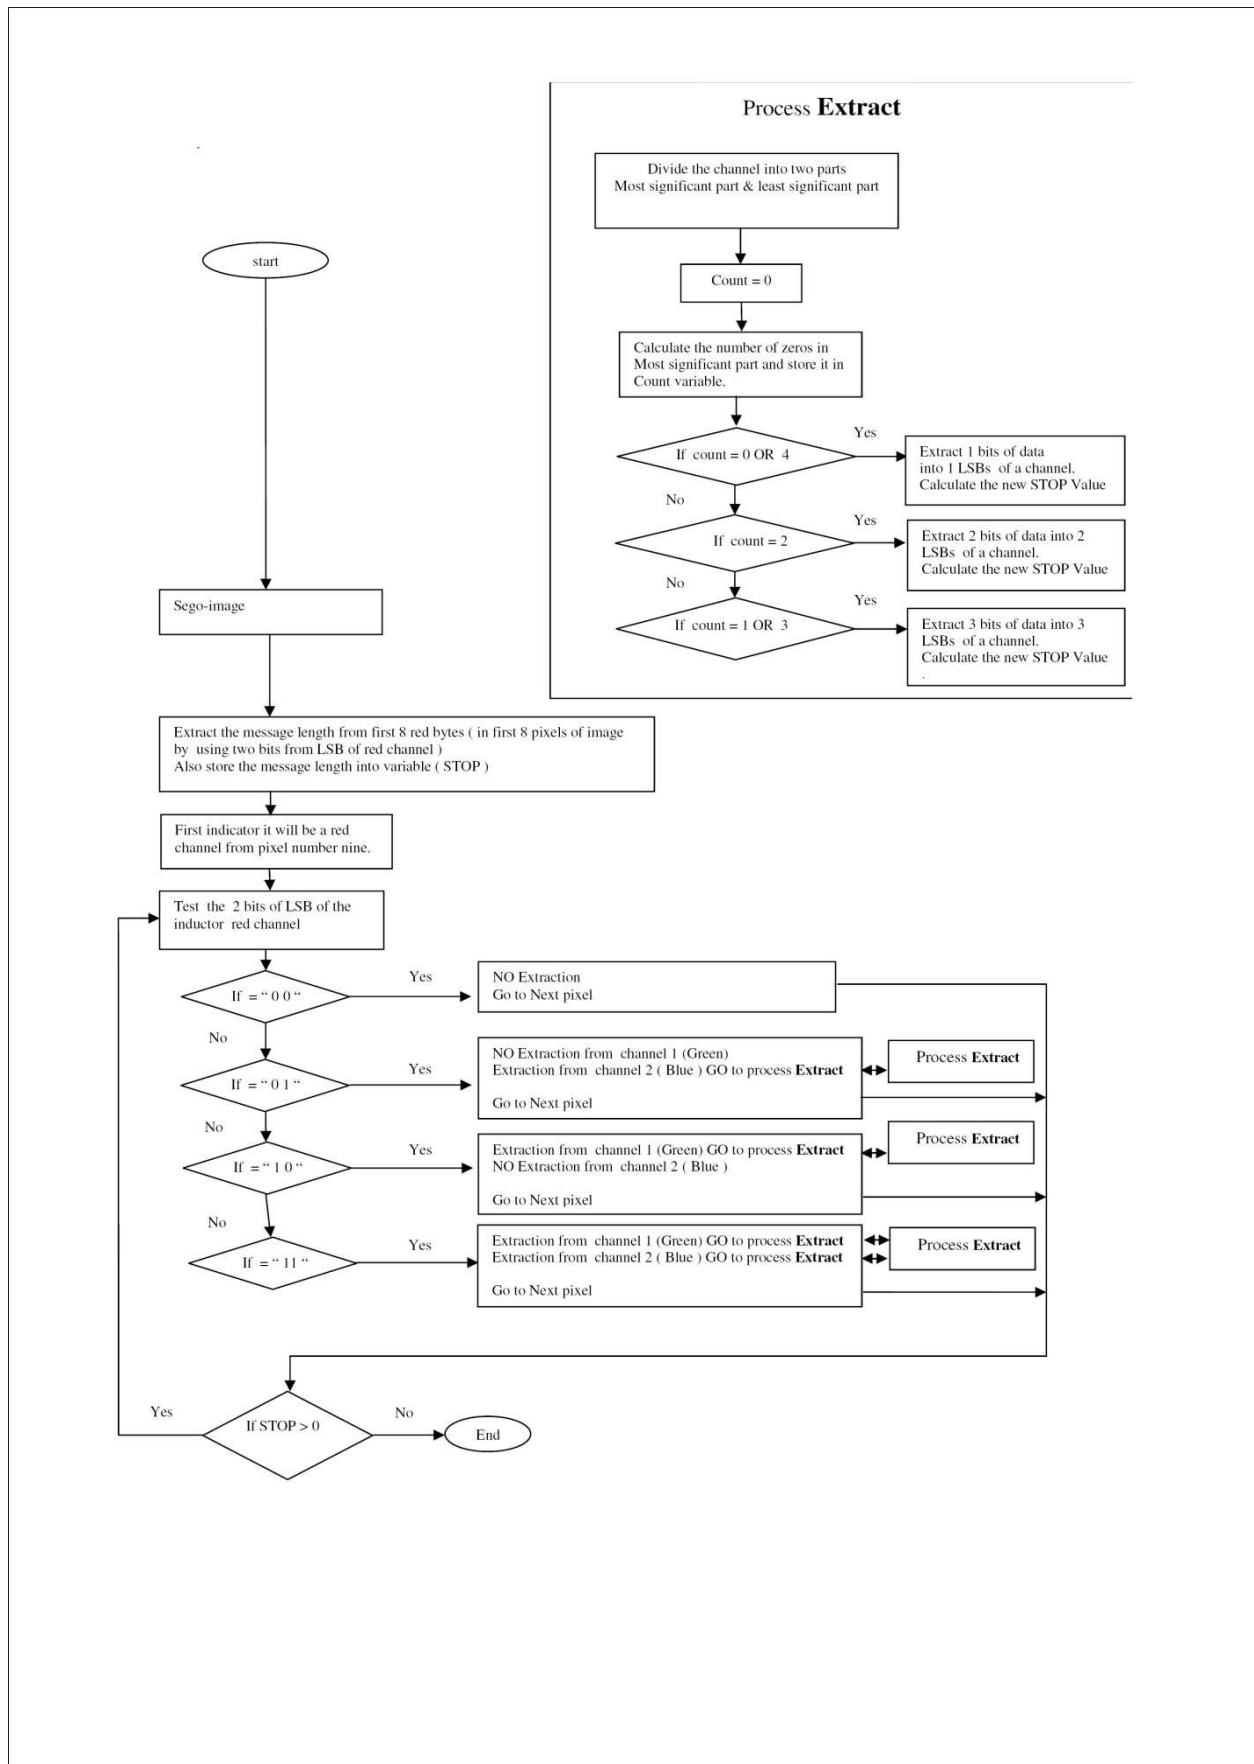 Process Extract
Divide the channel into two parts
Most significant part & least significant part
Count = 0
Calculate the number of zeros in
Most significant part and store it in
Count variable.
If count = 0 OR 4
Yes
Extract 1 bits of data
into 1 LSBs of a channel.
Calculate the new STOP Value
No
If count = 2
Yes
Extract 2 bits of data into 2
LSBs of a channel.
Calculate the new STOP Value
No
If count = 1 OR 3
Yes
Extract 3 bits of data into 3
LSBs of a channel.
Calculate the new STOP Value
.
start
Sego-image
Extract the message length from first 8 red bytes ( in first 8 pixels of image
by using two bits from LSB of red channel )
Also store the message length into variable ( STOP )
First indicator it will be a red
channel from pixel number nine.
Test the 2 bits of LSB of the
inductor red channel
If = “ 0 0 “
Yes
NO Extraction
Go to Next pixel
No
If = “ 0 1 “
Yes
NO Extraction from channel 1 (Green)
Extraction from channel 2 ( Blue ) GO to process Extract
Go to Next pixel
Process Extract
No
If = “ 1 0 “
Yes
Extraction from channel 1 (Green) GO to process Extract
NO Extraction from channel 2 ( Blue )
Go to Next pixel
Process Extract
No
If = “ 11 “
Yes
Extraction from channel 1 (Green) GO to process Extract
Extraction from channel 2 ( Blue ) GO to process Extract
Go to Next pixel
Process Extract
Yes
If STOP > 0
No
End